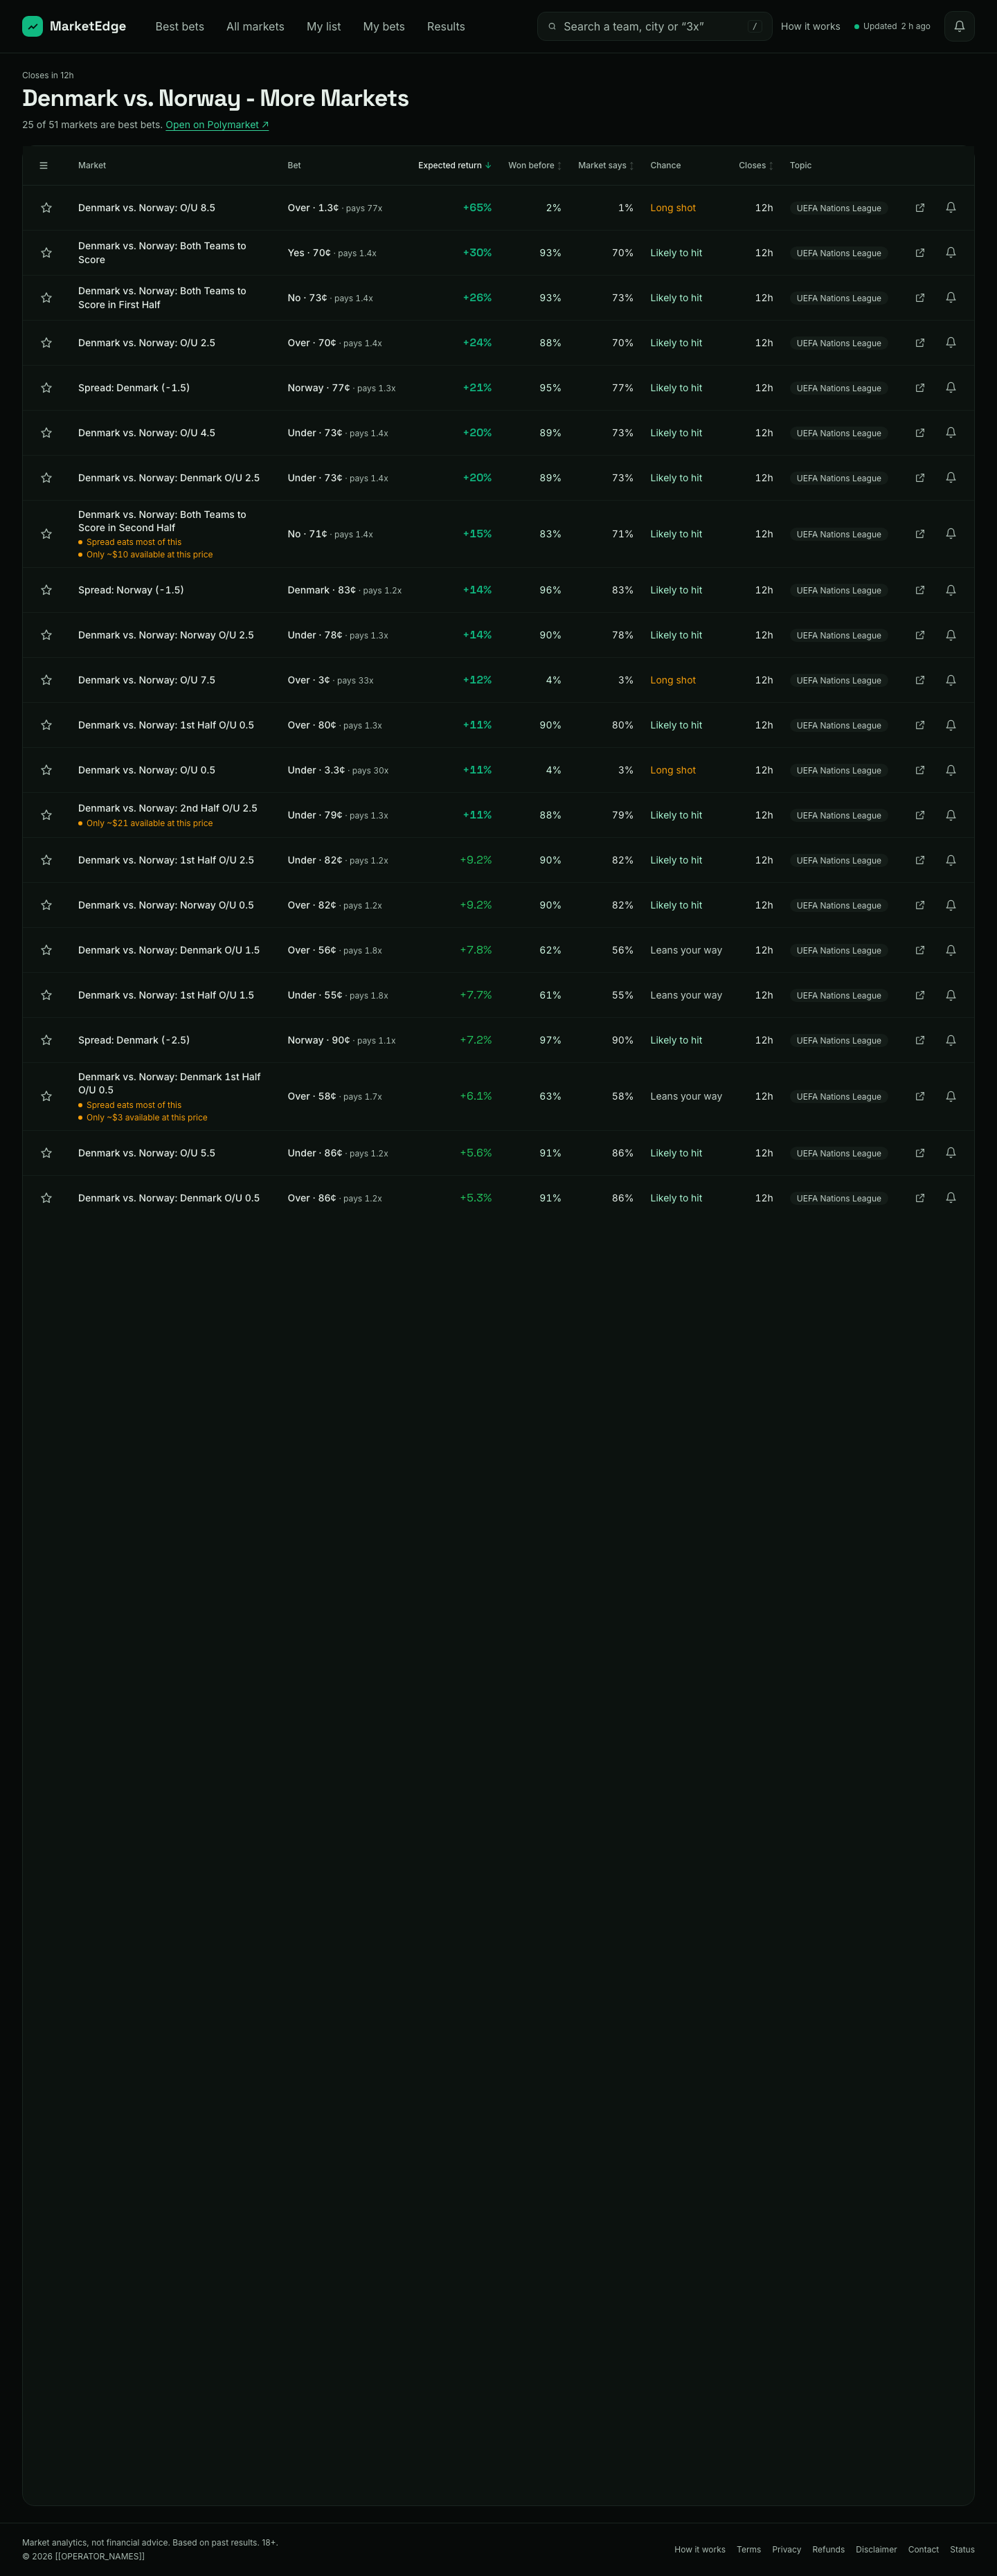 MarketEdge Best bets All markets My list My bets Results Search a team, city or “3x” / How it works Updated 2 h ago
Closes in 12h
Denmark vs. Norway - More Markets
25 of 51 markets are best bets. Open on Polymarket ↗
Market Bet Expected return ↓ Won before Market says Chance Closes Topic
Denmark vs. Norway: O/U 8.5 Over · 1.3¢ · pays 77x +65% 2% 1% Long shot 12h UEFA Nations League
Denmark vs. Norway: Both Teams to
Score Yes · 70¢ · pays 1.4x +30% 93% 70% Likely to hit 12h UEFA Nations League
Denmark vs. Norway: Both Teams to
Score in First Half No · 73¢ · pays 1.4x +26% 93% 73% Likely to hit 12h UEFA Nations League
Denmark vs. Norway: O/U 2.5 Over · 70¢ · pays 1.4x +24% 88% 70% Likely to hit 12h UEFA Nations League
Spread: Denmark (-1.5) Norway · 77¢ · pays 1.3x +21% 95% 77% Likely to hit 12h UEFA Nations League
Denmark vs. Norway: O/U 4.5 Under · 73¢ · pays 1.4x +20% 89% 73% Likely to hit 12h UEFA Nations League
Denmark vs. Norway: Denmark O/U 2.5 Under · 73¢ · pays 1.4x +20% 89% 73% Likely to hit 12h UEFA Nations League
Denmark vs. Norway: Both Teams to
Score in Second Half
Spread eats most of this
Only ~$10 available at this price
No · 71¢ · pays 1.4x +15% 83% 71% Likely to hit 12h UEFA Nations League
Spread: Norway (-1.5) Denmark · 83¢ · pays 1.2x +14% 96% 83% Likely to hit 12h UEFA Nations League
Denmark vs. Norway: Norway O/U 2.5 Under · 78¢ · pays 1.3x +14% 90% 78% Likely to hit 12h UEFA Nations League
Denmark vs. Norway: O/U 7.5 Over · 3¢ · pays 33x +12% 4% 3% Long shot 12h UEFA Nations League
Denmark vs. Norway: 1st Half O/U 0.5 Over · 80¢ · pays 1.3x +11% 90% 80% Likely to hit 12h UEFA Nations League
Denmark vs. Norway: O/U 0.5 Under · 3.3¢ · pays 30x +11% 4% 3% Long shot 12h UEFA Nations League
Denmark vs. Norway: 2nd Half O/U 2.5
Only ~$21 available at this price
Under · 79¢ · pays 1.3x +11% 88% 79% Likely to hit 12h UEFA Nations League
Denmark vs. Norway: 1st Half O/U 2.5 Under · 82¢ · pays 1.2x +9.2% 90% 82% Likely to hit 12h UEFA Nations League
Denmark vs. Norway: Norway O/U 0.5 Over · 82¢ · pays 1.2x +9.2% 90% 82% Likely to hit 12h UEFA Nations League
Denmark vs. Norway: Denmark O/U 1.5 Over · 56¢ · pays 1.8x +7.8% 62% 56% Leans your way 12h UEFA Nations League
Denmark vs. Norway: 1st Half O/U 1.5 Under · 55¢ · pays 1.8x +7.7% 61% 55% Leans your way 12h UEFA Nations League
Spread: Denmark (-2.5) Norway · 90¢ · pays 1.1x +7.2% 97% 90% Likely to hit 12h UEFA Nations League
Denmark vs. Norway: Denmark 1st Half
O/U 0.5
Spread eats most of this
Only ~$3 available at this price
Over · 58¢ · pays 1.7x +6.1% 63% 58% Leans your way 12h UEFA Nations League
Denmark vs. Norway: O/U 5.5 Under · 86¢ · pays 1.2x +5.6% 91% 86% Likely to hit 12h UEFA Nations League
Denmark vs. Norway: Denmark O/U 0.5 Over · 86¢ · pays 1.2x +5.3% 91% 86% Likely to hit 12h UEFA Nations League
Market analytics, not financial advice. Based on past results. 18+.
© 2026 [[OPERATOR_NAMES]]
How it works Terms Privacy Refunds Disclaimer Contact Status